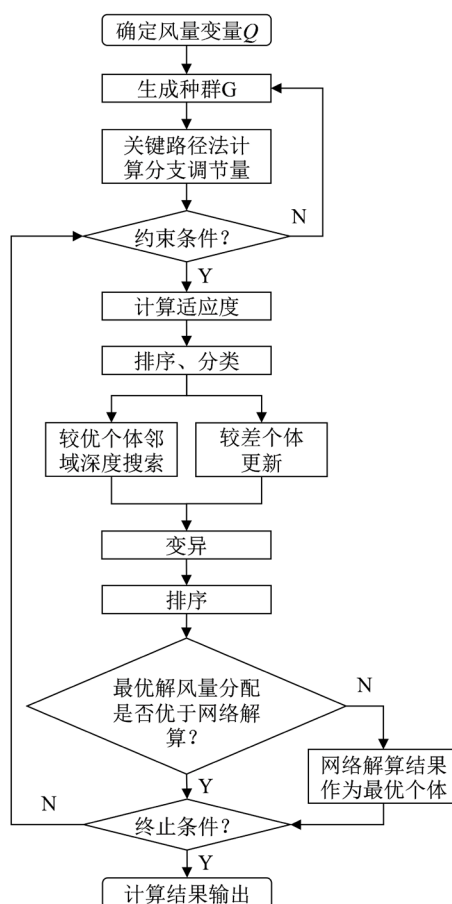 确定风量变量Q
生成种群G
关键路径法计
算分支调节量
N
约束条件？
Y
计算适应度
排序、分类
较优个体邻
域深度搜索
较差个体
更新
变异
排序
最优解风量分配
是否优于网络解
算？
N
网络解算结果
作为最优个体
Y
N
终止条件？
Y
计算结果输出